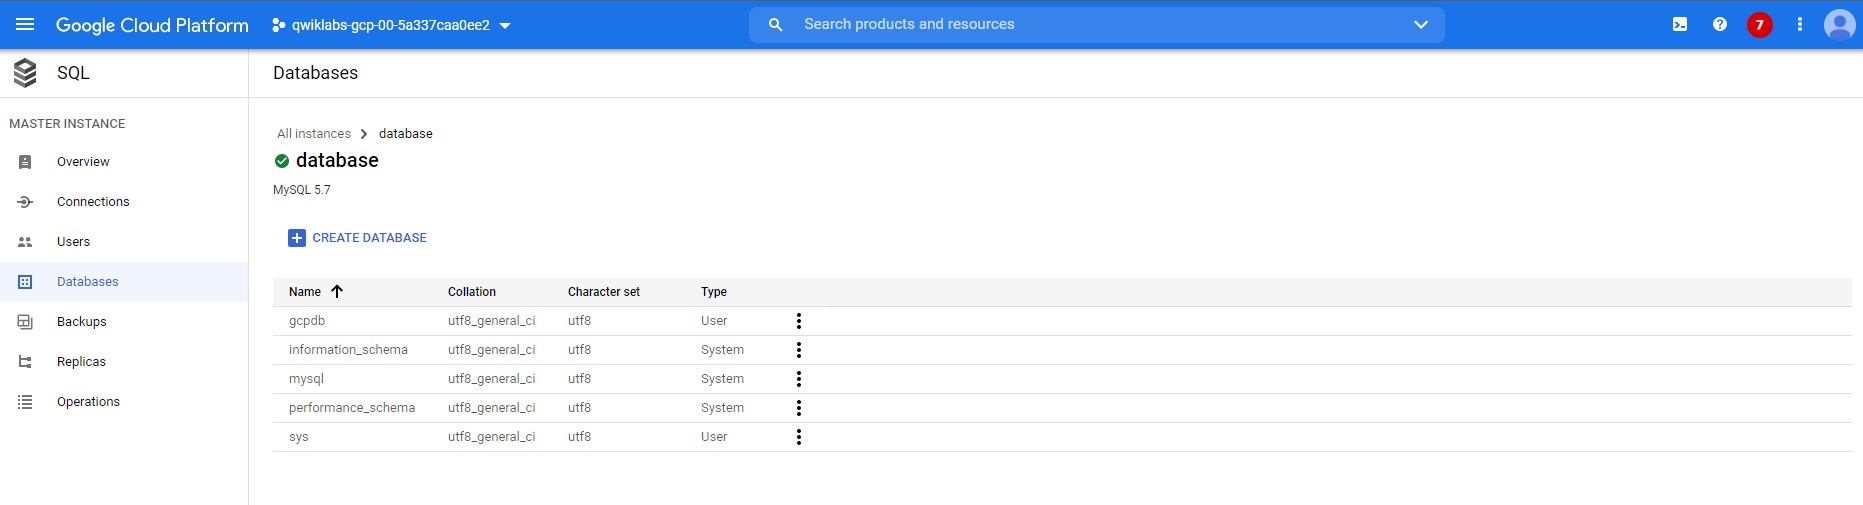 Google Cloud Platform qwiklabs-gcp-00-5a337caa0ee2 Search products and resources 7
SQL Databases
MASTER INSTANCE
Overview
Connections
Users
Databases
Backups
Replicas
Operations
All instances database
database
MySQL 5.7
CREATE DATABASE
Name Collation Character set Type
gcpdb utf8_general_ci utf8 User
information_schema utf8_general_ci utf8 System
mysql utf8_general_ci utf8 System
performance_schema utf8_general_ci utf8 System
sys utf8_general_ci utf8 User